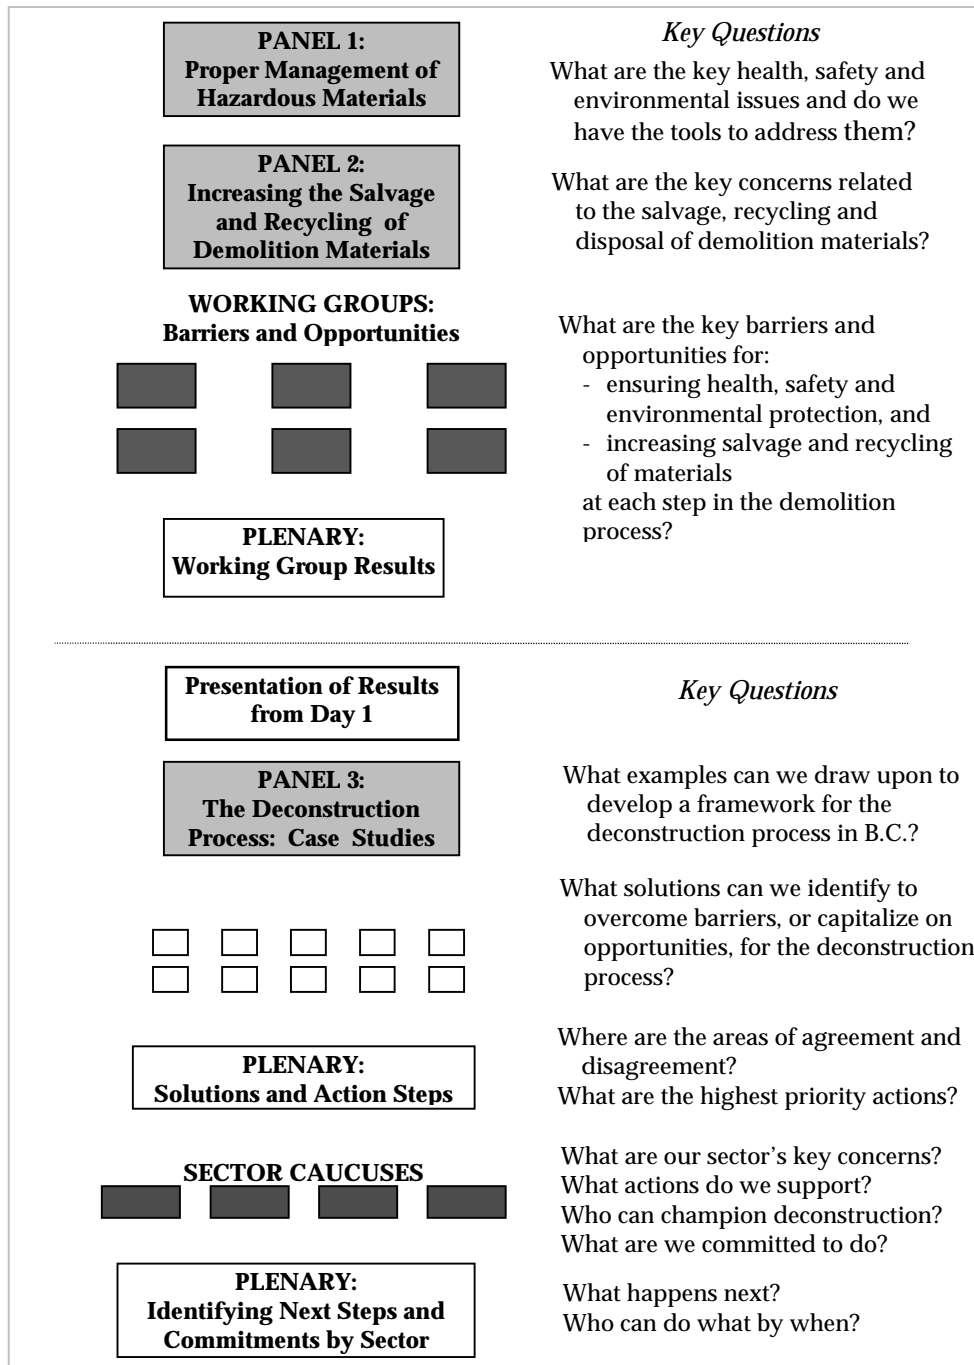 PANEL 1:
Proper Management of
Hazardous Materials
Key Questions
What are the key health, safety and
environmental issues and do we
have the tools to address them?
PANEL 2:
Increasing the Salvage
and Recycling of
Demolition Materials
What are the key concerns related
to the salvage, recycling and
disposal of demolition materials?
WORKING GROUPS:
Barriers and Opportunities
What are the key barriers and
opportunities for:
- ensuring health, safety and
environmental protection, and
- increasing salvage and recycling
of materials
at each step in the demolition
process?
PLENARY:
Working Group Results
Presentation of Results
from Day 1
Key Questions
PANEL 3:
The Deconstruction
Process: Case Studies
What examples can we draw upon to
develop a framework for the
deconstruction process in B.C.?
What solutions can we identify to
overcome barriers, or capitalize on
opportunities, for the deconstruction
process?
PLENARY:
Solutions and Action Steps
Where are the areas of agreement and
disagreement?
What are the highest priority actions?
SECTOR CAUCUSES
What are our sector's key concerns?
What actions do we support?
Who can champion deconstruction?
What are we committed to do?
PLENARY:
Identifying Next Steps and
Commitments by Sector
What happens next?
Who can do what by when?